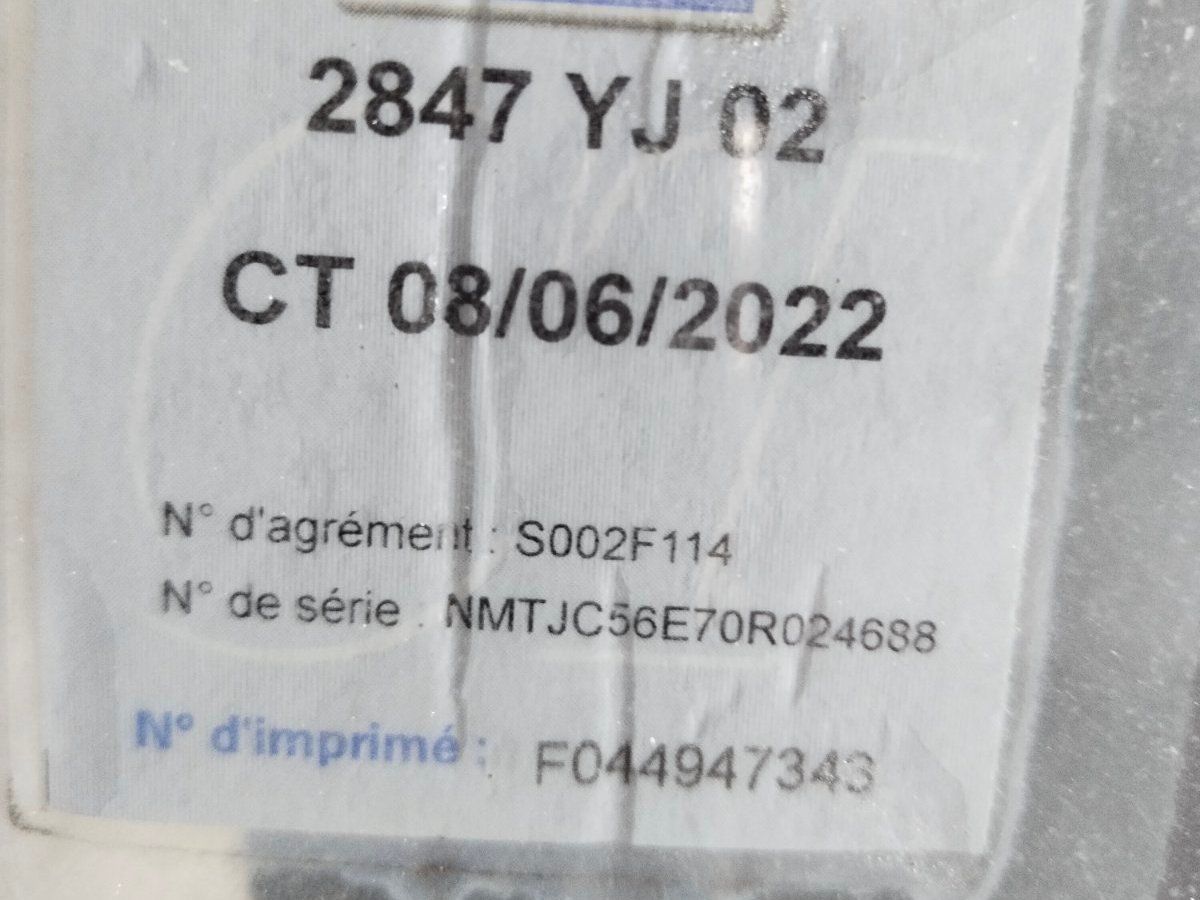 2847 YJ 02
CT 08/06/2022
N° d'agrément : S002F114
N° de série : NMTJC56E70R024688
N° d'imprimé : F044947343